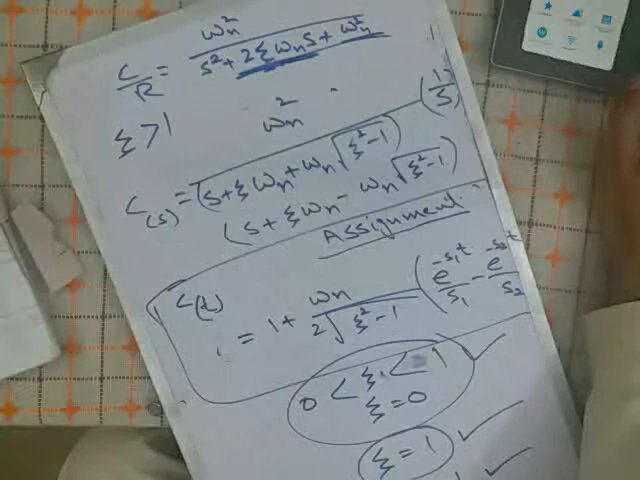 C/R = ωn²/(s² + 2ξωns + ωn²)
ξ > 1
C(s) = ωn²/((s + ξωn + ωn√(ξ² - 1)) (s + ξωn - ωn√(ξ² - 1))) (1/s)
Assignment
C(t)
= 1 + ωn/(2√(ξ² - 1)) (e^(-s1t)/s1 - e^(-s2t)/s2)
0 < ξ < 1 ✓
ξ = 0
ξ = 1 ✓